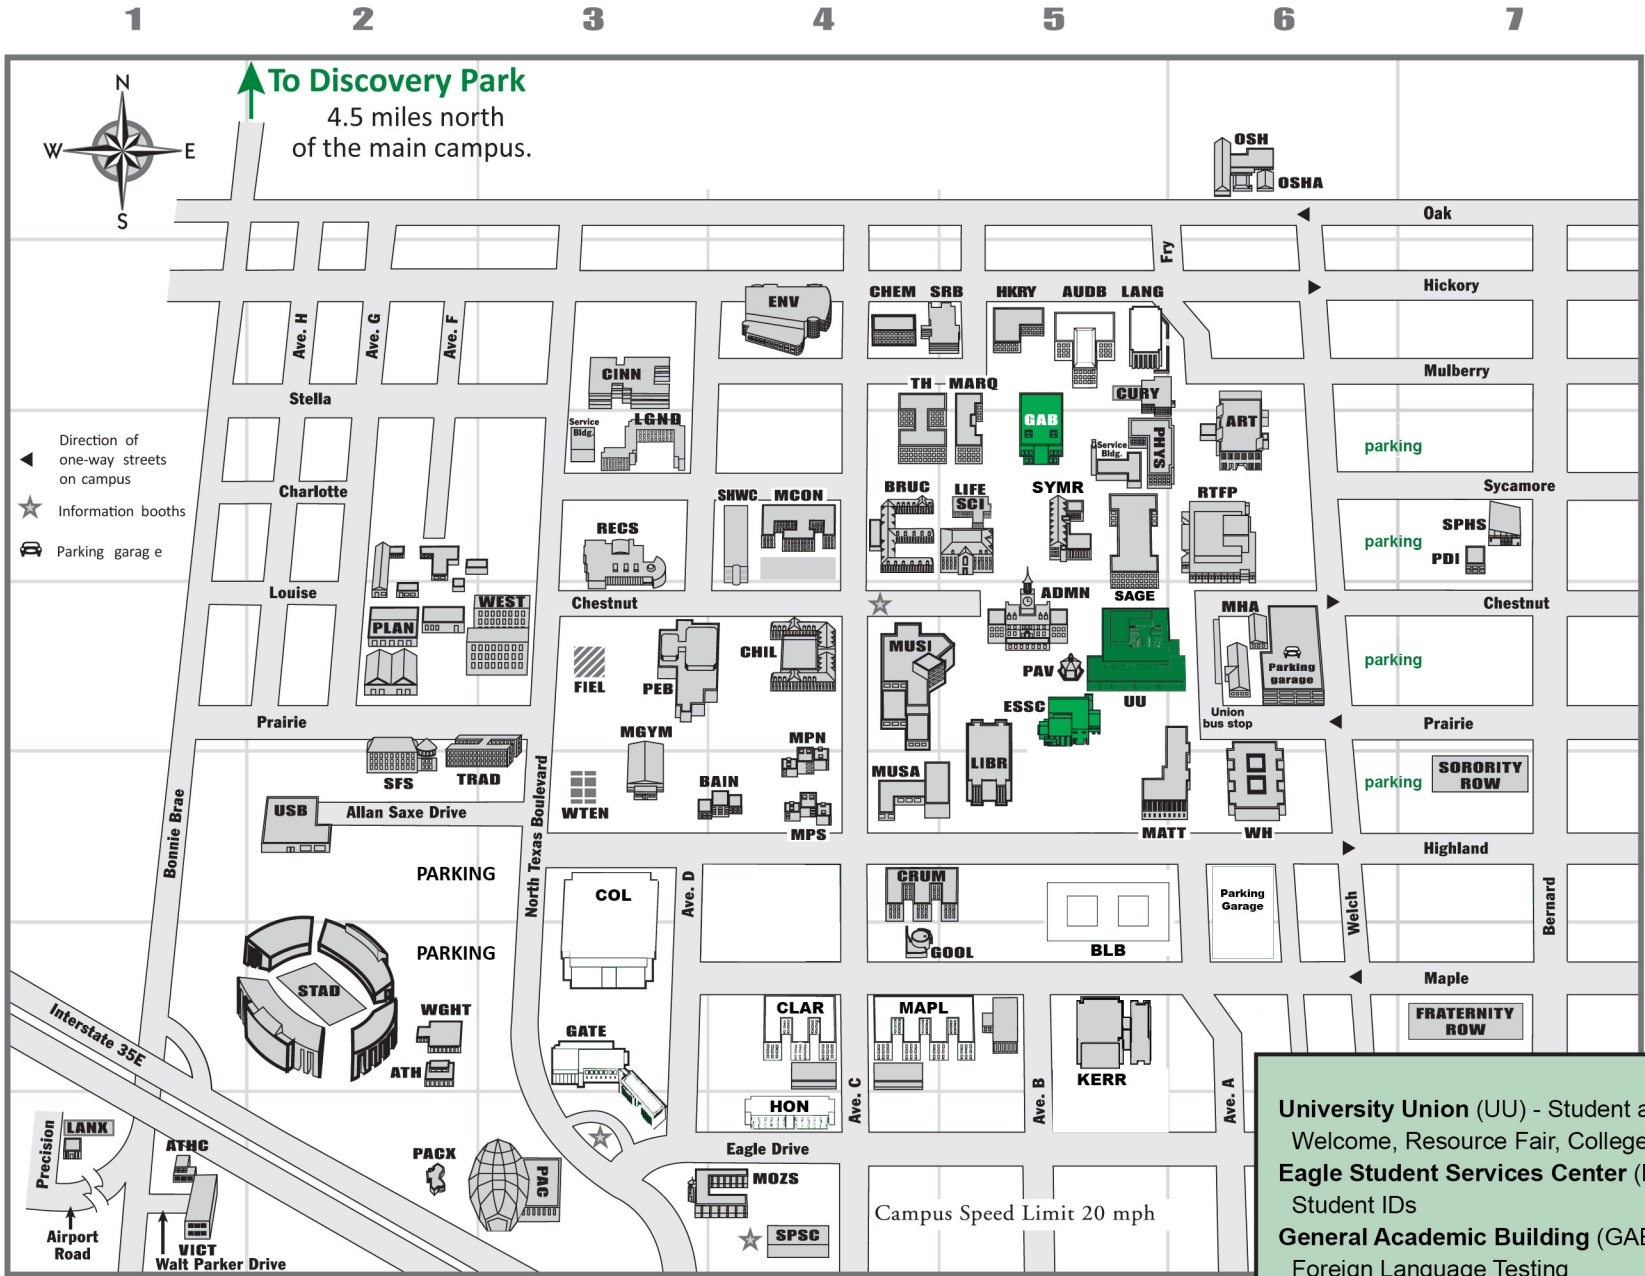 1 2 3 4 5 6 7
N
W E
S
To Discovery Park
4.5 miles north
of the main campus.
OSH
OSHA
Oak
Fry
Hickory
Ave. H
Ave. G
Ave. F
ENV
CHEM SRB HKRY AUDB LANG
Mulberry
CINN
Stella
TH MARQ
CURY
Service
Bldg.
LGND
GAB
ART
PHYS
Service
Bldg.
parking
Direction of
one-way streets
on campus
Information booths
Parking garag e
Charlotte
Sycamore
SHWC MCON
BRUC
LIFE
SCI
SYMR
RTFP
RECS
SPHS
PDI
parking
Louise
Chestnut
WEST
PLAN
ADMN
SAGE
MHA
Chestnut
MUSI
CHIL
PEB
FIEL
PAV
UU
ESSC
Parking
garage
Union
bus stop
parking
Prairie
Prairie
SFS
TRAD
MGYM
MPN
BAIN
MPS
WTEN
LIBR
MUSA
MATT
WH
parking
SORORITY
ROW
USB
Allan Saxe Drive
Bonnie Brae
North Texas Boulevard
Highland
PARKING
COL
Ave. D
CRUM
GOOL
BLB
Parking
Garage
Welch
Bernard
PARKING
Maple
STAD
WGHT
ATH
GATE
CLAR
MAPL
KERR
FRATERNITY
ROW
HON
Ave. C
Ave. B
Ave. A
Interstate 35E
Eagle Drive
Precision
LANX
ATHC
PACX
PAC
MOZS
SPSC
Airport
Road
VICT
Walt Parker Drive
Campus Speed Limit 20 mph
University Union (UU) - Student a
Welcome, Resource Fair, College
Eagle Student Services Center (
Student IDs
General Academic Building (GAB
Foreign Language Testing